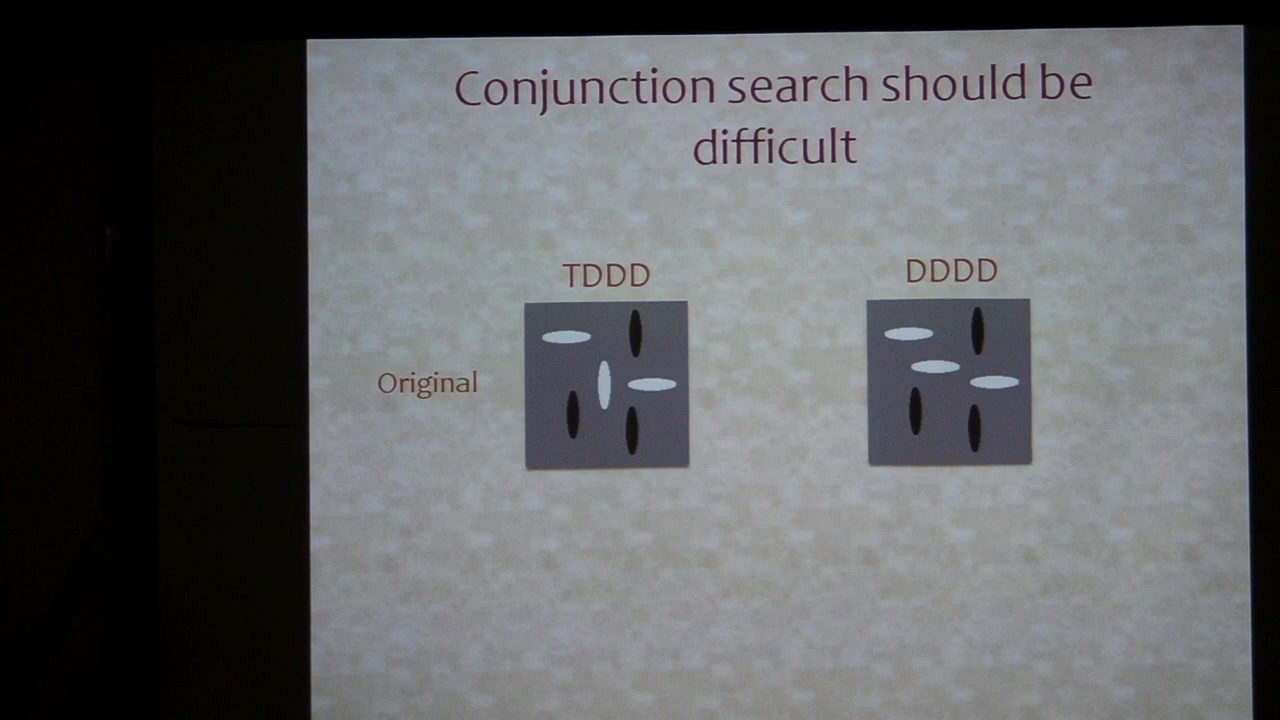 Conjunction search should be
difficult
TDDD
DDDD
Original